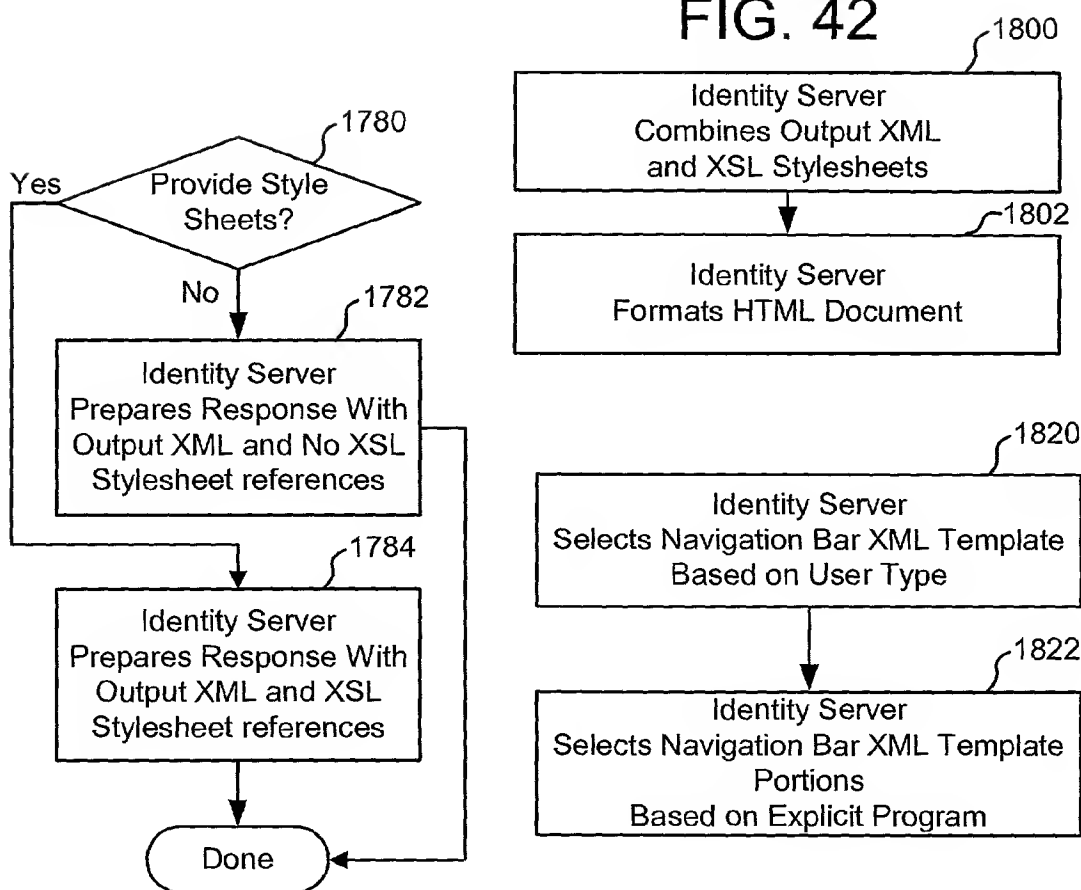 FIG. 42
1780
Yes
Provide Style
Sheets?
No
1782
Identity Server
Prepares Response With
Output XML and No XSL
Stylesheet references
1784
Identity Server
Prepares Response With
Output XML and XSL
Stylesheet references
Done
1800
Identity Server
Combines Output XML
and XSL Stylesheets
1802
Identity Server
Formats HTML Document
1820
Identity Server
Selects Navigation Bar XML Template
Based on User Type
1822
Identity Server
Selects Navigation Bar XML Template
Portions
Based on Explicit Program